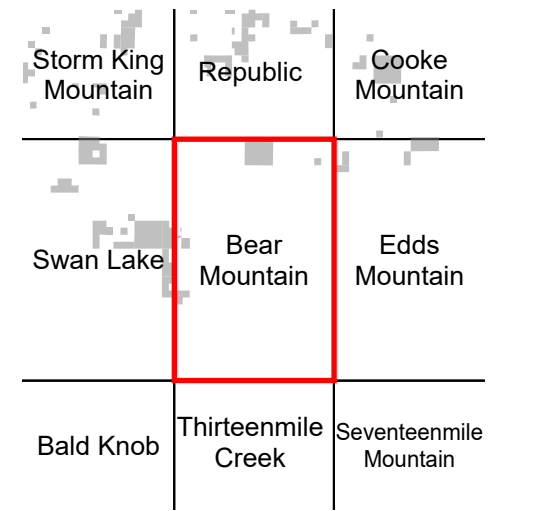 Storm King
Mountain
Republic
Cooke
Mountain
Swan Lake
Bear
Mountain
Edds
Mountain
Bald Knob
Thirteenmile
Creek
Seventeenmile
Mountain